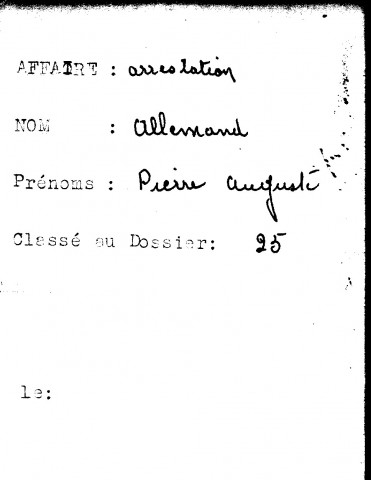 AFFAIRE : arrestation
NOM : Allemand
Prénoms : Pierre Auguste
Classé au Dossier: 25
le: